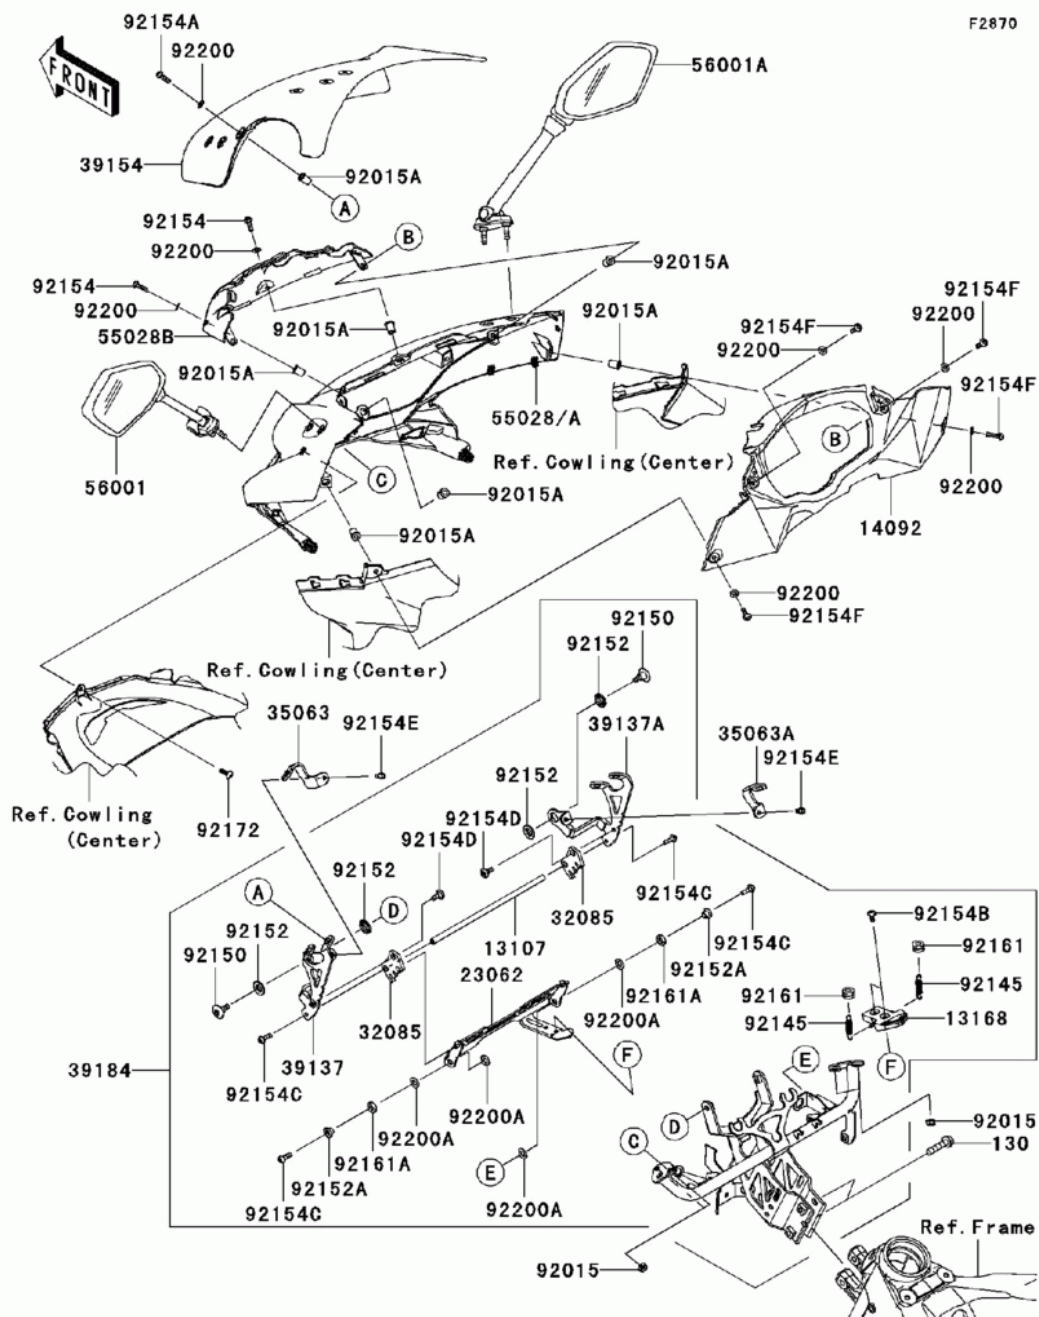 F2870
92154A
92200
FRONT
56001A
39154
92015A
A
92154
B
92200
92015A
92154
92200
55028B
92015A
92015A
92154F
92154F
92200
92200
92015A
92154F
55028/A
B
Ref.Cowling(Center)
C
92200
56001
92015A
14092
92015A
92200
92154F
92150
92152
Ref.Cowling(Center)
35063
92154E
39137A
35063A
92154E
92152
92154D
Ref.Cowling
(Center)
92172
92154D
92152
A
D
92154C
32085
92154B
92152
13107
92154C
92161
92150
23062
92152A
92161A
92161
92145
32085
92200A
92145
13168
39184
39137
F
F
E
92154C
92200A
92200A
D
92015
C
130
92161A
E
92152A
92200A
92154C
Ref.Frame
92015